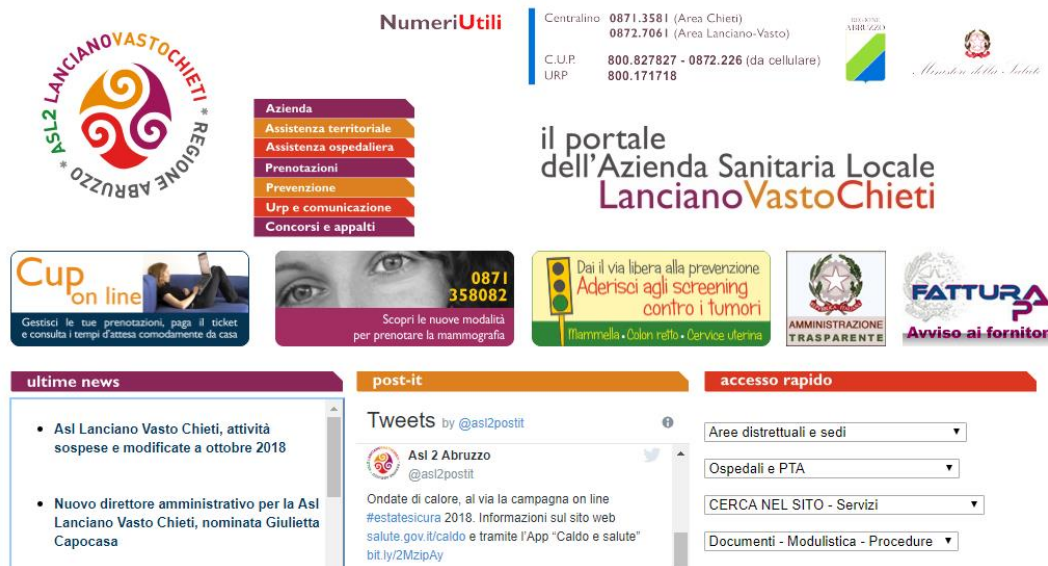 ASL2 LANCIANOVASTOCHIETI * REGIONE ABRUZZO *
NumeriUtili
Centralino 0871.3581 (Area Chieti)
0872.7061 (Area Lanciano-Vasto)
C.U.P. 800.827827 - 0872.226 (da cellulare)
URP 800.171718
REGIONE
ABRUZZO
Ministero della Salute
Azienda
Assistenza territoriale
Assistenza ospedaliera
Prenotazioni
Prevenzione
Urp e comunicazione
Concorsi e appalti
il portale
dell'Azienda Sanitaria Locale
LancianoVastoChieti
Cup
on line
Gestisci le tue prenotazioni, paga il ticket
e consulta i tempi d'attesa comodamente da casa
0871
358082
Scopri le nuove modalità
per prenotare la mammografia
Dai il via libera alla prevenzione
Aderisci agli screening
contro i tumori
Mammella • Colon retto • Cervice uterina
AMMINISTRAZIONE
TRASPARENTE
FATTURA
P
Avviso ai fornitor
ultime news
• Asl Lanciano Vasto Chieti, attività
sospese e modificate a ottobre 2018
• Nuovo direttore amministrativo per la Asl
Lanciano Vasto Chieti, nominata Giulietta
Capocasa
post-it
Tweets by @asl2postit
Asl 2 Abruzzo
@asl2postit
Ondate di calore, al via la campagna on line
#estatesicura 2018. Informazioni sul sito web
salute.gov.it/caldo e tramite l'App "Caldo e salute"
bit.ly/2MzipAy
accesso rapido
Aree distrettuali e sedi
Ospedali e PTA
CERCA NEL SITO - Servizi
Documenti - Modulistica - Procedure